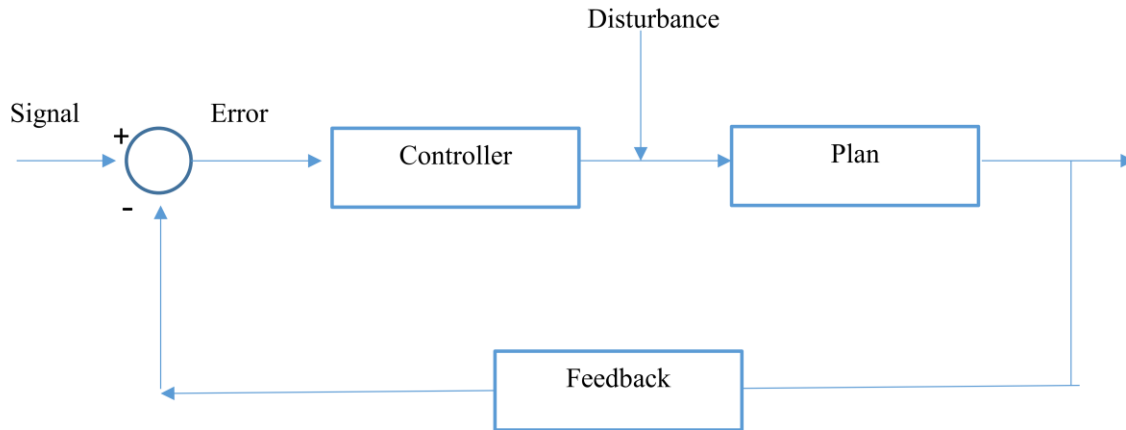 Disturbance
Signal
Error
+
Controller
Plan
-
Feedback